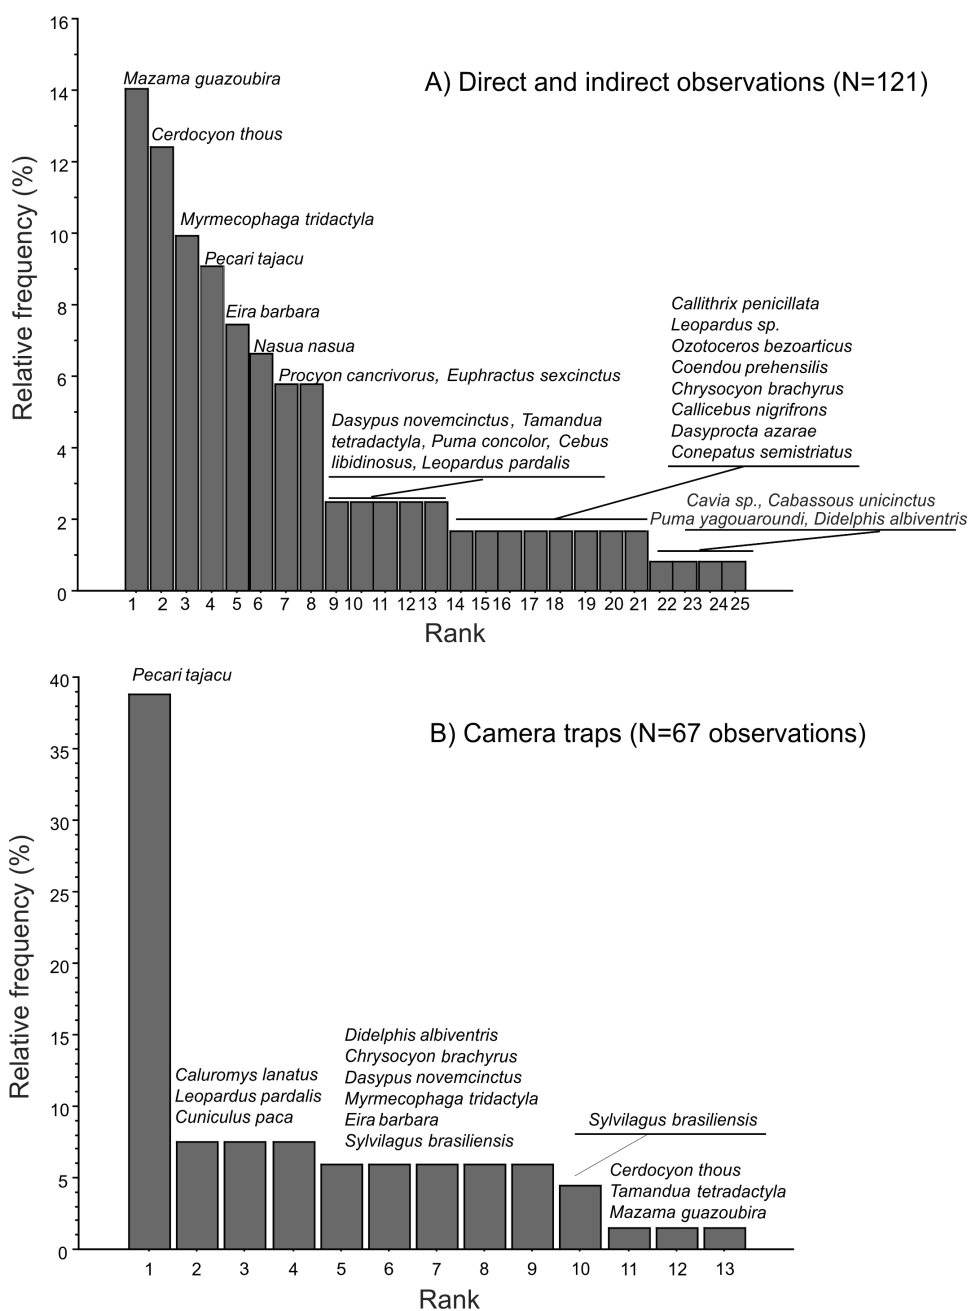 A) Direct and indirect observations (N=121)
Relative frequency (%)
16
14
12
10
8
6
4
2
0
Mazama guazoubira
Cerdocyon thous
Myrmecophaga tridactyla
Pecari tajacu
Eira barbara
Nasua nasua
Procyon cancrivorus, Euphractus sexcinctus
Dasypus novemcinctus, Tamandua
tetradactyla, Puma concolor, Cebus
libidinosus, Leopardus pardalis
Callithrix penicillata
Leopardus sp.
Ozotoceros bezoarticus
Coendou prehensilis
Chrysocyon brachyrus
Callicebus nigrifrons
Dasyprocta azarae
Conepatus semistriatus
Cavia sp., Cabassous unicinctus
Puma yagouaroundi, Didelphis albiventris
1 2 3 4 5 6 7 8 9 10 11 12 13 14 15 16 17 18 19 20 21 22 23 24 25
Rank
B) Camera traps (N=67 observations)
Relative frequency (%)
40
35
30
25
20
15
10
5
0
Pecari tajacu
Caluromys lanatus
Leopardus pardalis
Cuniculus paca
Didelphis albiventris
Chrysocyon brachyrus
Dasypus novemcinctus
Myrmecophaga tridactyla
Eira barbara
Sylvilagus brasiliensis
Sylvilagus brasiliensis
Cerdocyon thous
Tamandua tetradactyla
Mazama guazoubira
1 2 3 4 5 6 7 8 9 10 11 12 13
Rank